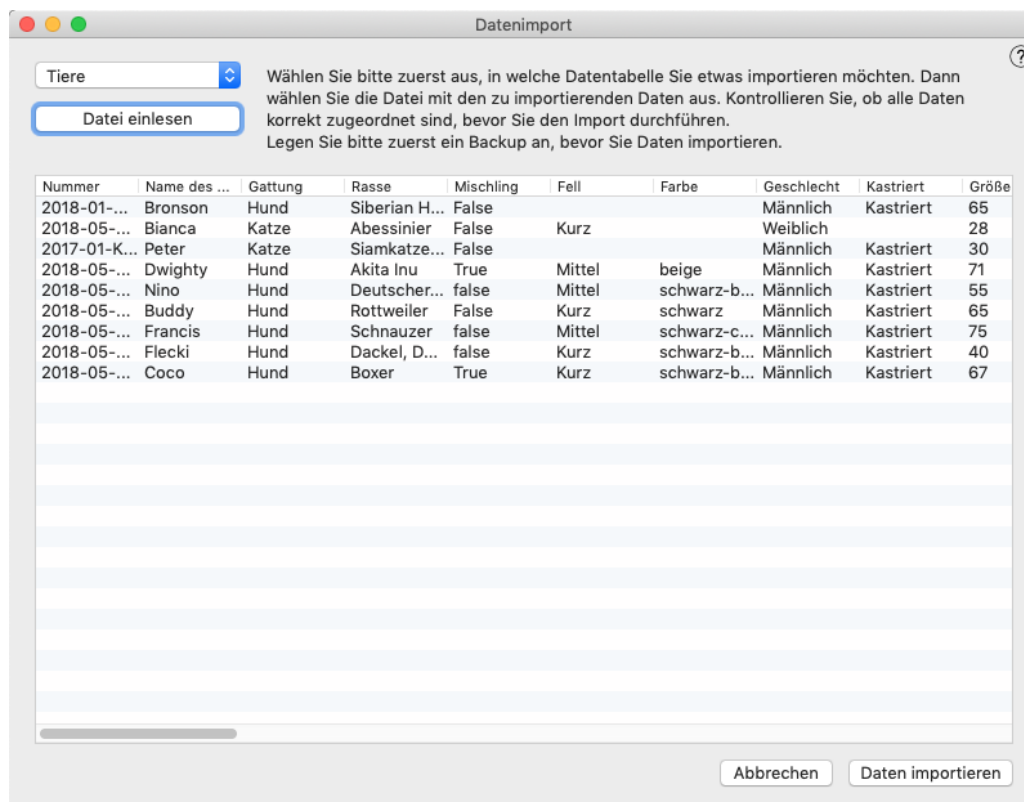 Datenimport
?
Tiere
Datei einlesen
Wählen Sie bitte zuerst aus, in welche Datentabelle Sie etwas importieren möchten. Dann
wählen Sie die Datei mit den zu importierenden Daten aus. Kontrollieren Sie, ob alle Daten
korrekt zugeordnet sind, bevor Sie den Import durchführen.
Legen Sie bitte zuerst ein Backup an, bevor Sie Daten importieren.
Nummer Name des ... Gattung Rasse Mischling Fell Farbe Geschlecht Kastriert Größe
2018-01-... Bronson Hund Siberian H... False Männlich Kastriert 65
2018-05-... Bianca Katze Abessinier False Kurz Weiblich 28
2017-01-K... Peter Katze Siamkatze... False Männlich Kastriert 30
2018-05-... Dwighty Hund Akita Inu True Mittel beige Männlich Kastriert 71
2018-05-... Nino Hund Deutscher... false Mittel schwarz-b... Männlich Kastriert 55
2018-05-... Buddy Hund Rottweiler False Kurz schwarz Männlich Kastriert 65
2018-05-... Francis Hund Schnauzer false Mittel schwarz-c... Männlich Kastriert 75
2018-05-... Flecki Hund Dackel, D... false Kurz schwarz-b... Männlich Kastriert 40
2018-05-... Coco Hund Boxer True Kurz schwarz-b... Männlich Kastriert 67
Abbrechen Daten importieren